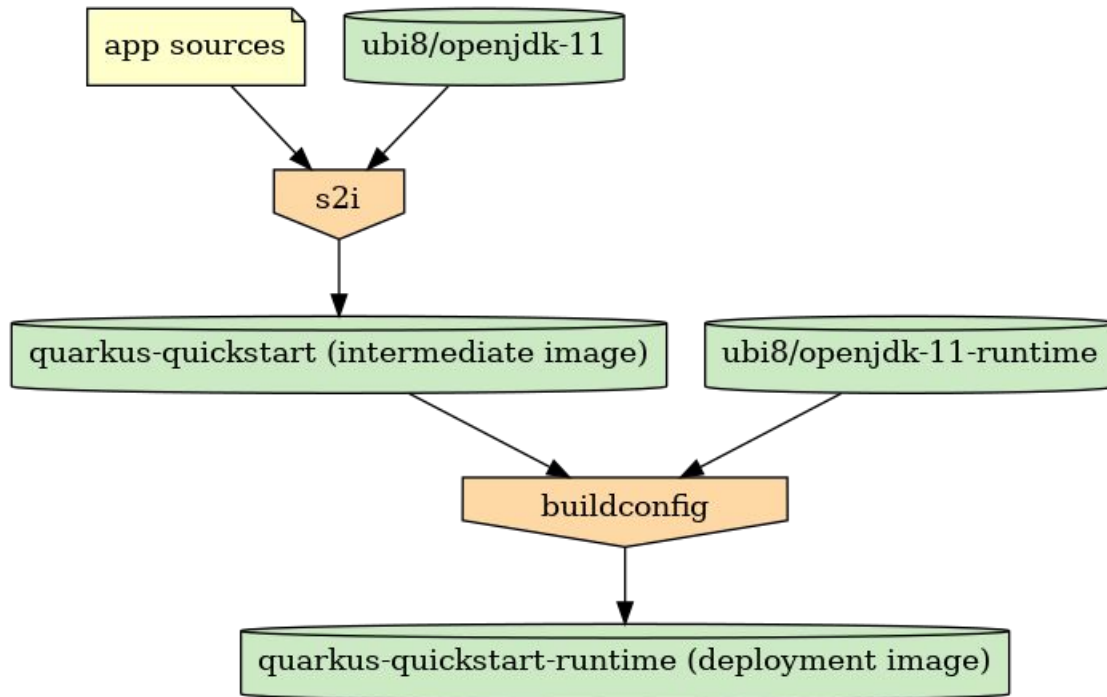 app sources
ubi8/openjdk-11
s2i
quarkus-quickstart (intermediate image)
ubi8/openjdk-11-runtime
buildconfig
quarkus-quickstart-runtime (deployment image)